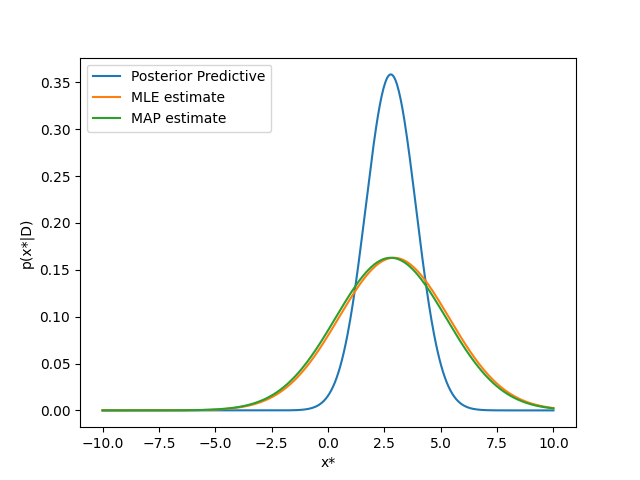 Posterior Predictive
MLE estimate
MAP estimate
p(x*|D)
0.35
0.30
0.25
0.20
0.15
0.10
0.05
0.00
−10.0 −7.5 −5.0 −2.5 0.0 2.5 5.0 7.5 10.0
x*